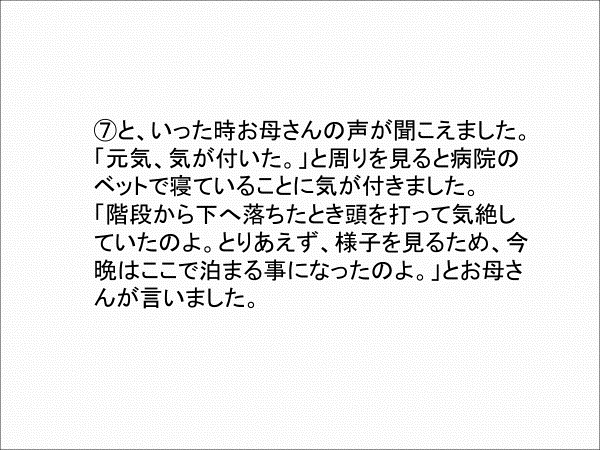 ⑦と、いった時お母さんの声が聞こえました。
「元気、気が付いた。」と周りを見ると病院の
ベットで寝ていることに気が付きました。
「階段から下へ落ちたとき頭を打って気絶し
ていたのよ。とりあえず、様子を見るため、今
晩はここで泊まる事になったのよ。」とお母さ
んが言いました。